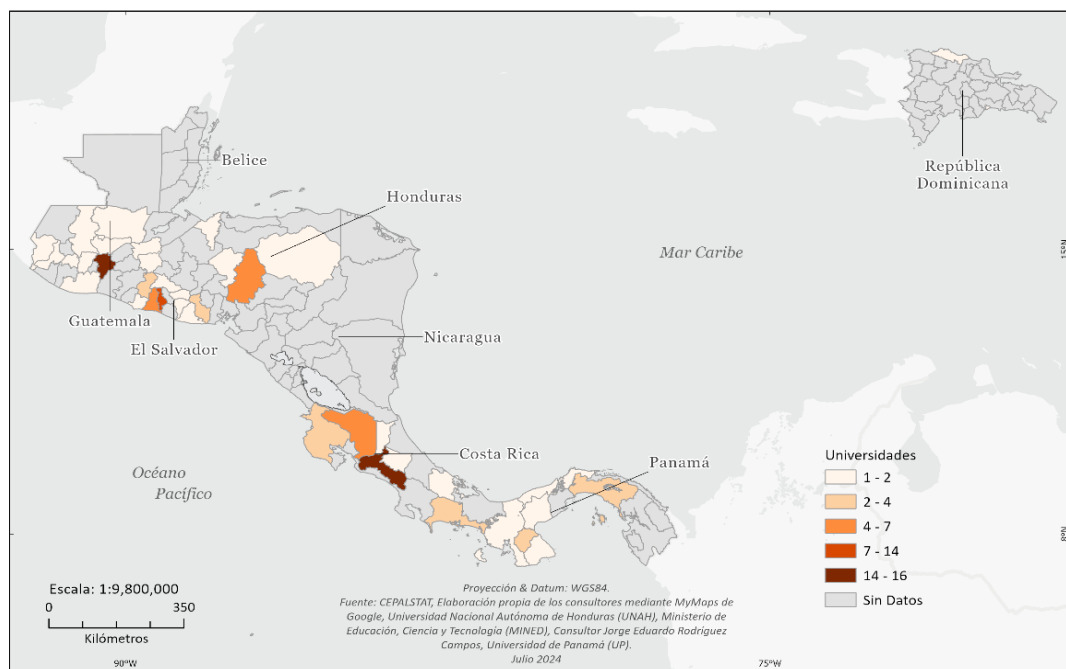 Belice
República
Dominicana
Honduras
Mar Caribe
15°N
Guatemala
El Salvador
Nicaragua
Océano
Pacífico
Costa Rica
Panamá
Universidades
1 - 2
2 - 4
4 - 7
7 - 14
14 - 16
Sin Datos
8°N
Escala: 1:9,800,000
0 350
Kilómetros
Proyección & Datum: WGS84.
Fuente: CEPALSTAT, Elaboración propia de los consultores mediante MyMaps de
Google, Universidad Nacional Autónoma de Honduras (UNAH), Ministerio de
Educación, Ciencia y Tecnología (MINED), Consultor Jorge Eduardo Rodríguez
Campos, Universidad de Panamá (UP).
Julio 2024
90°W
75°W